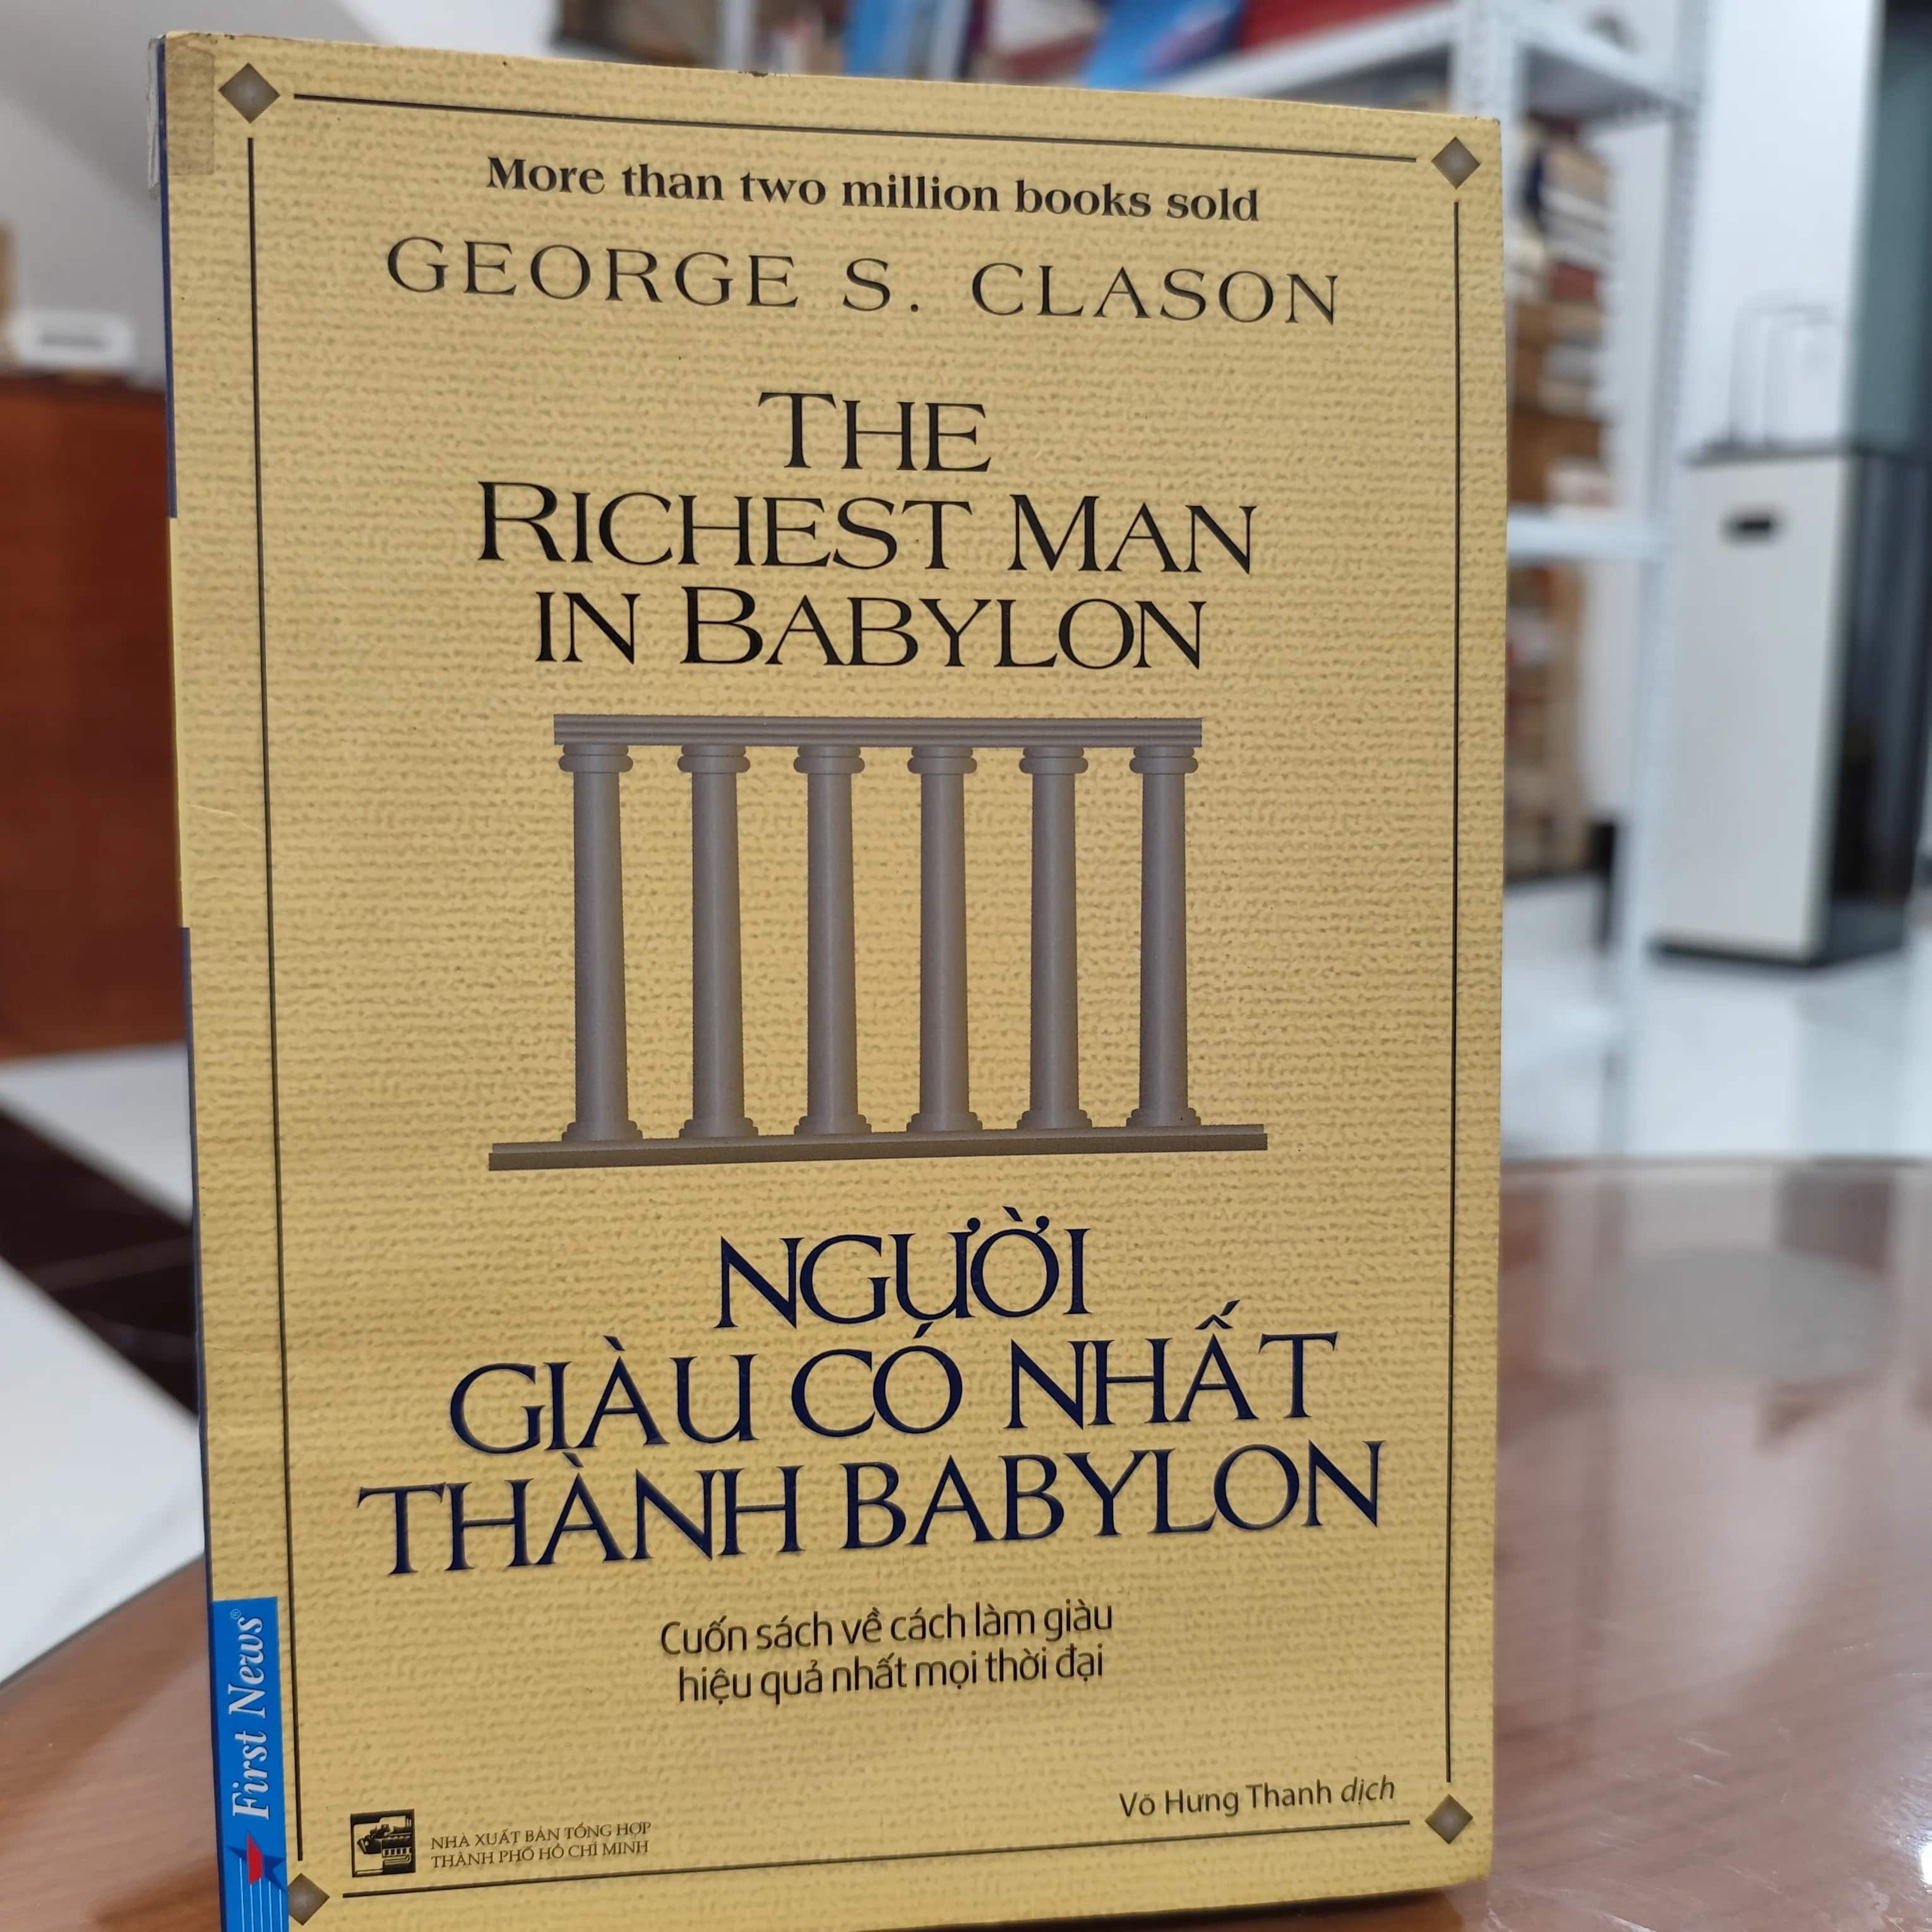 More than two million books sold
GEORGE S. CLASON
THE
RICHEST MAN
IN BABYLON
NGƯỜI
GIÀU CÓ NHẤT
THÀNH BABYLON
Cuốn sách về cách làm giàu
hiệu quả nhất mọi thời đại
Võ Hưng Thanh dịch
First News®
NHÀ XUẤT BẢN TỔNG HỢP
THÀNH PHỐ HỒ CHÍ MINH